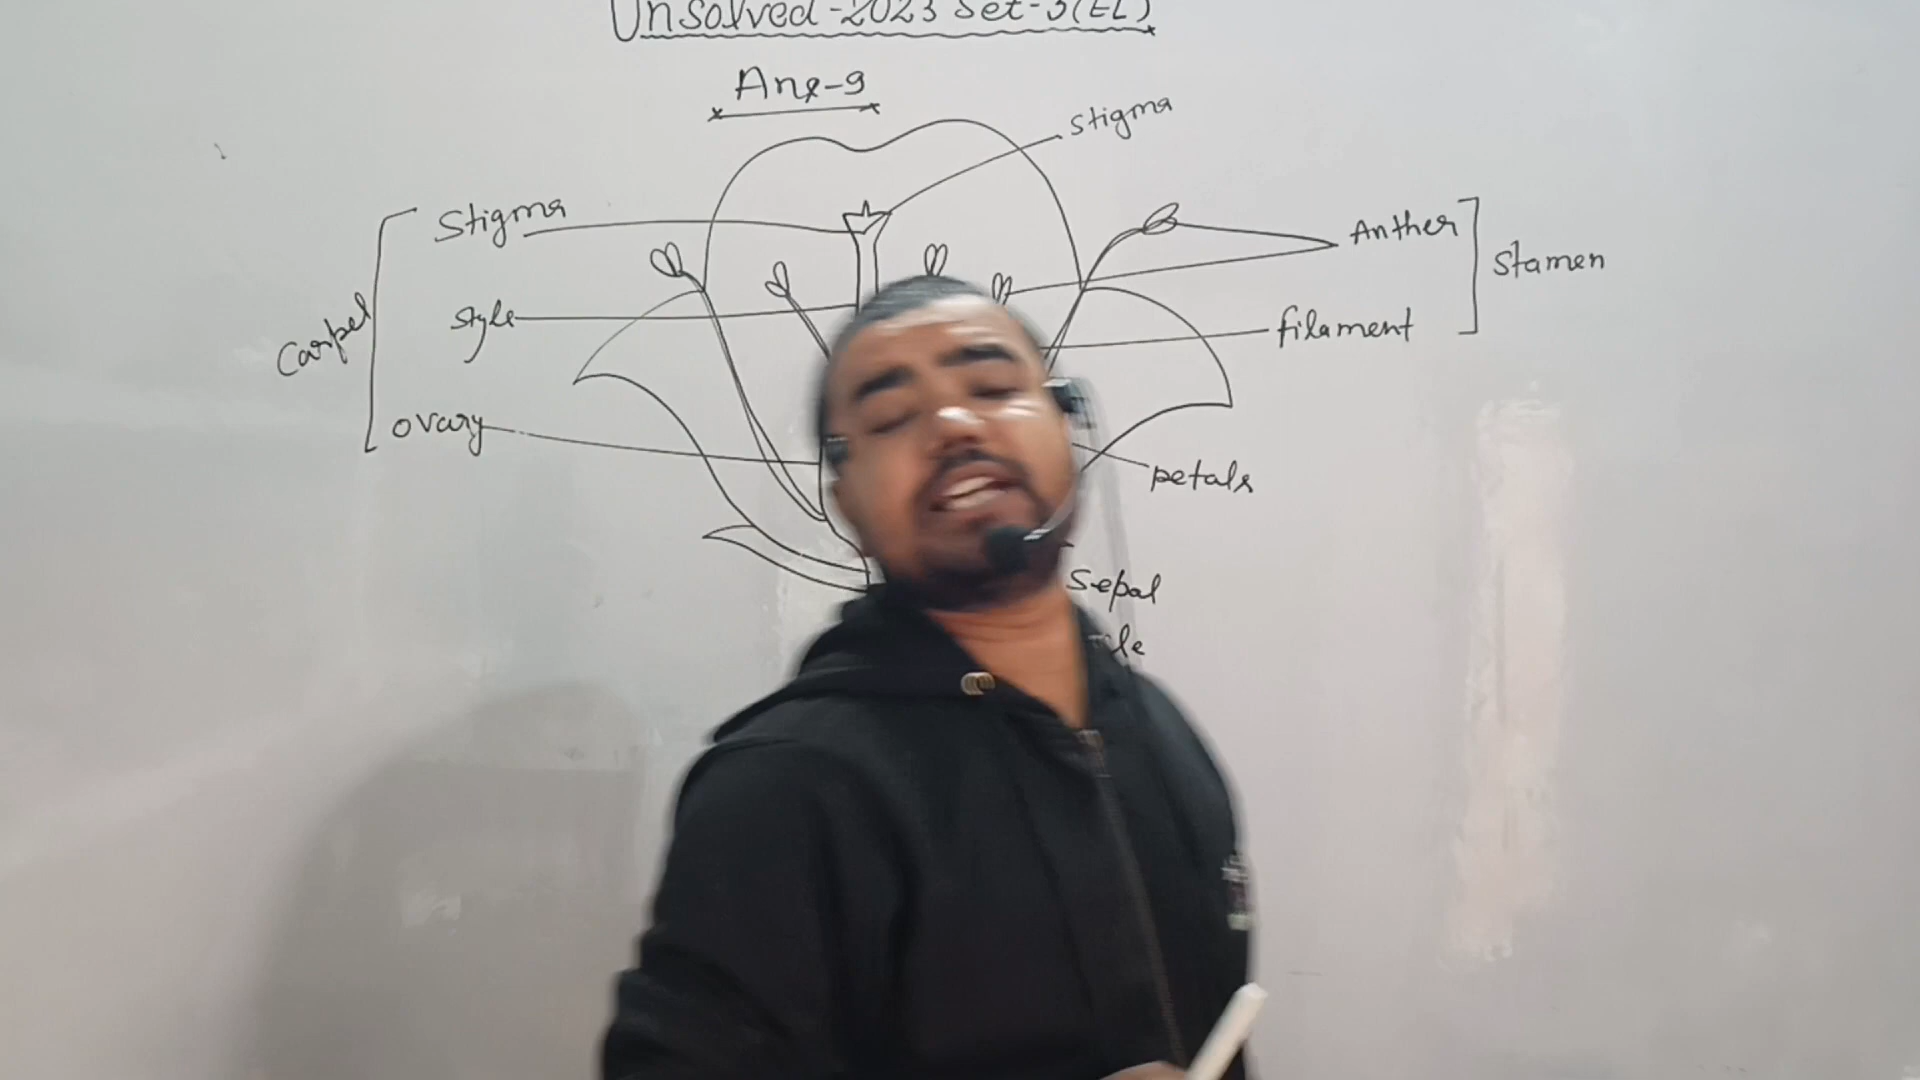 Unsolved-2023 Set-3(EL)
Ans-9
Stigma
Stigma
Anther
Stamen
Style
filament
Carpel
ovary
petals
Sepal